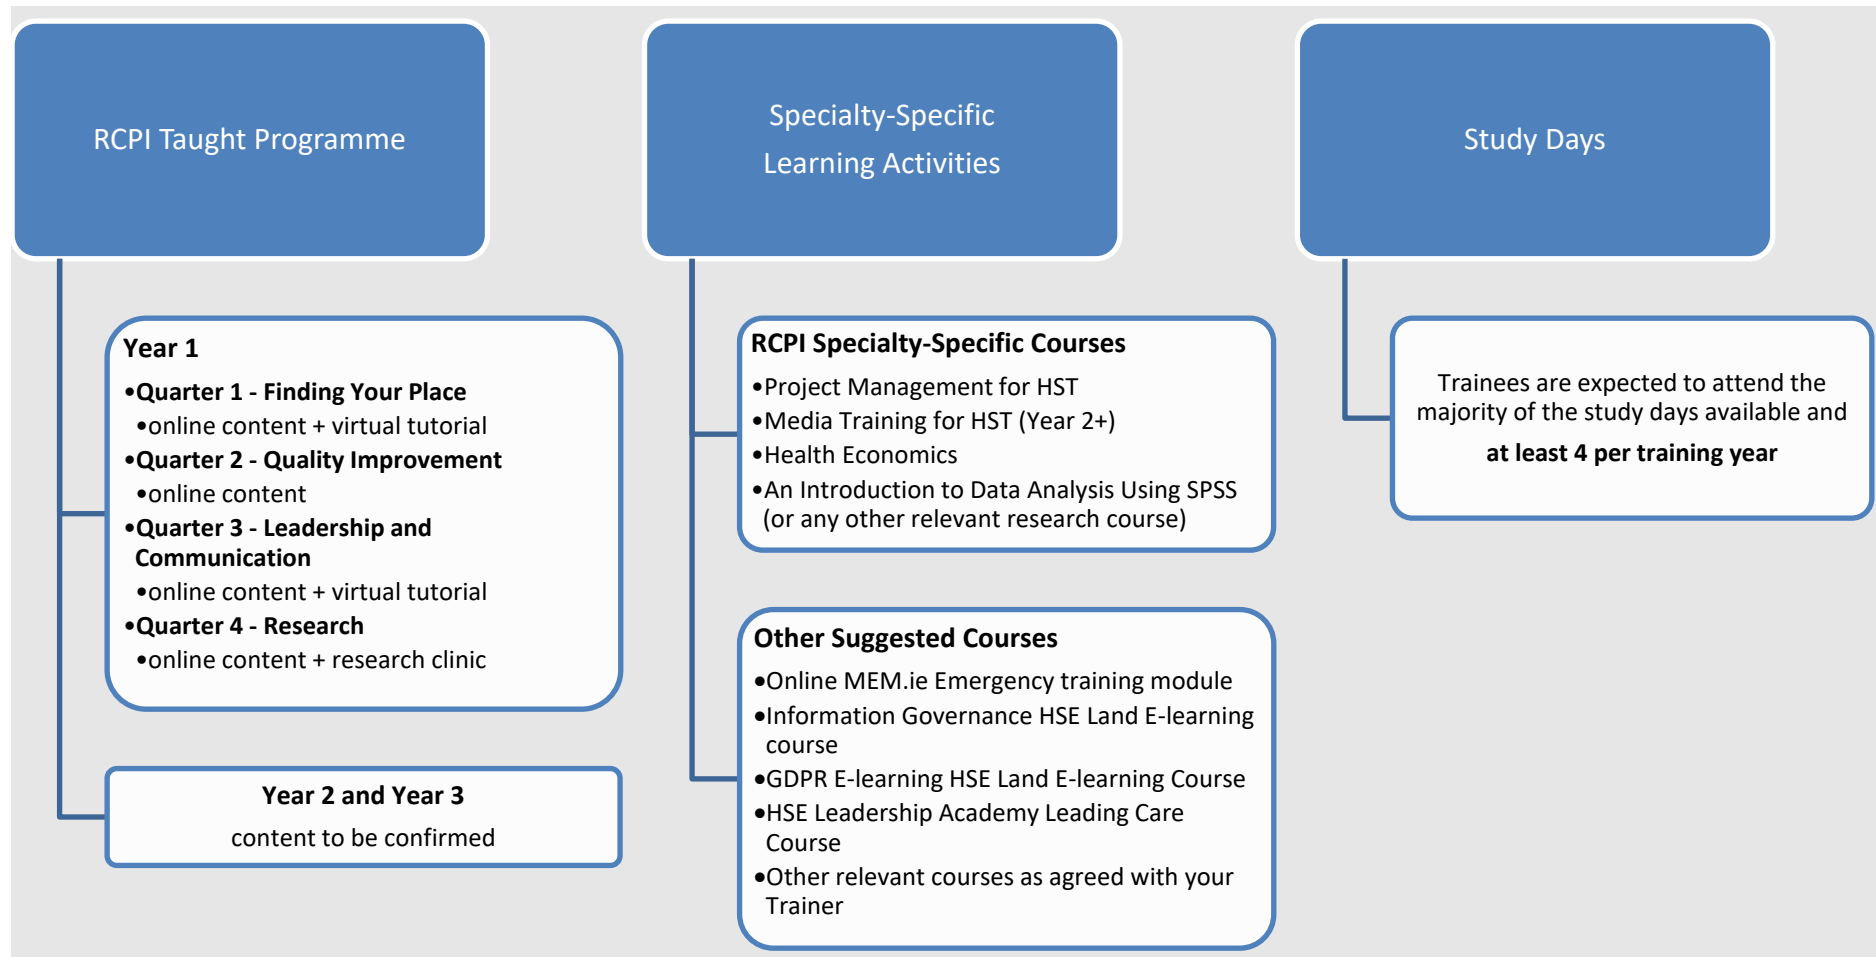 RCPI Taught Programme
Year 1
•Quarter 1 - Finding Your Place
•online content + virtual tutorial
•Quarter 2 - Quality Improvement
•online content
•Quarter 3 - Leadership and
Communication
•online content + virtual tutorial
•Quarter 4 - Research
•online content + research clinic
Year 2 and Year 3
content to be confirmed
Specialty-Specific
Learning Activities
RCPI Specialty-Specific Courses
•Project Management for HST
•Media Training for HST (Year 2+)
•Health Economics
•An Introduction to Data Analysis Using SPSS
(or any other relevant research course)
Other Suggested Courses
•Online MEM.ie Emergency training module
•Information Governance HSE Land E-learning
course
•GDPR E-learning HSE Land E-learning Course
•HSE Leadership Academy Leading Care
Course
•Other relevant courses as agreed with your
Trainer
Study Days
Trainees are expected to attend the
majority of the study days available and
at least 4 per training year